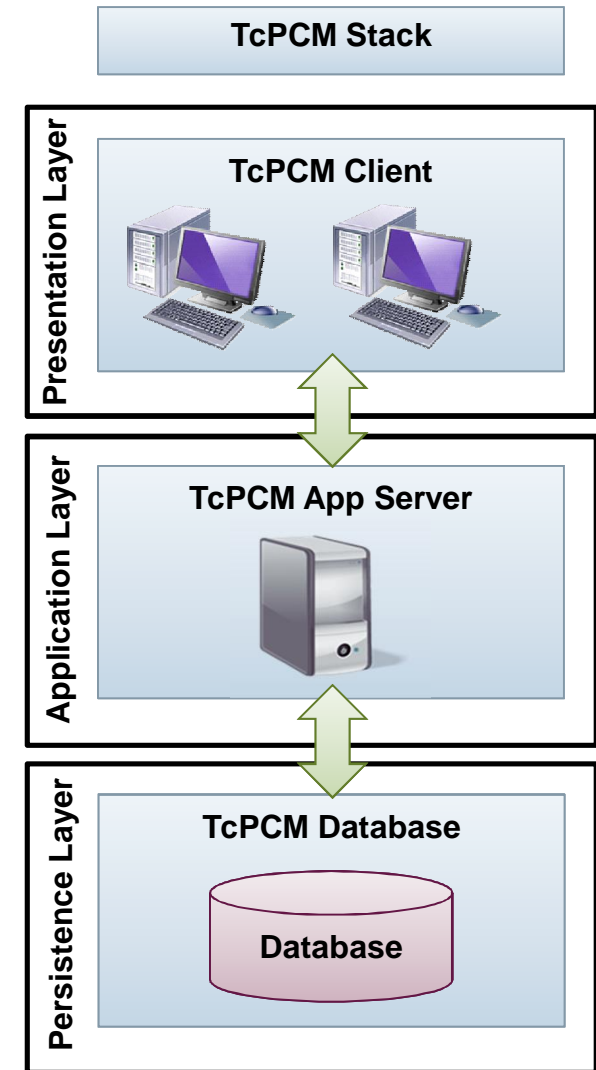 TcPCM Stack
Presentation Layer
TcPCM Client
Application Layer
TcPCM App Server
Persistence Layer
TcPCM Database
Database